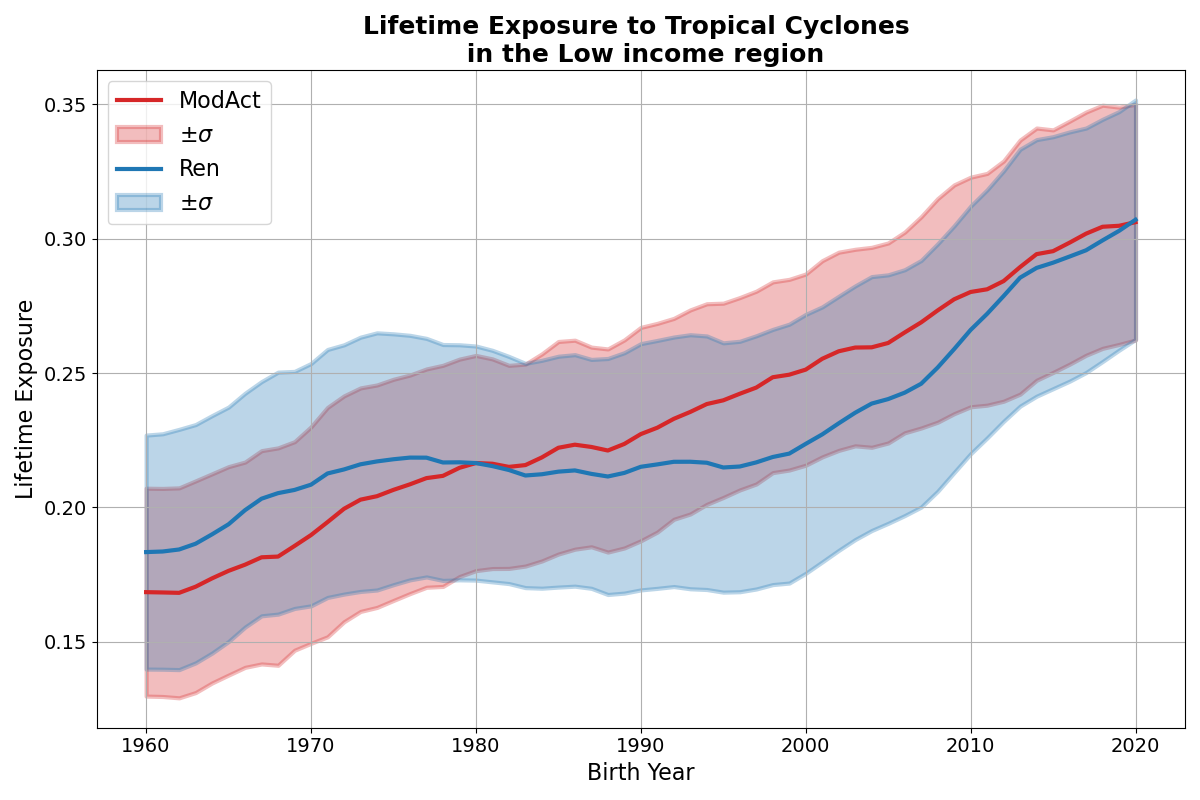 Lifetime Exposure to Tropical Cyclones
in the Low income region
ModAct
±σ
Ren
±σ
Lifetime Exposure
0.35
0.30
0.25
0.20
0.15
1960
1970
1980
1990
2000
2010
2020
Birth Year